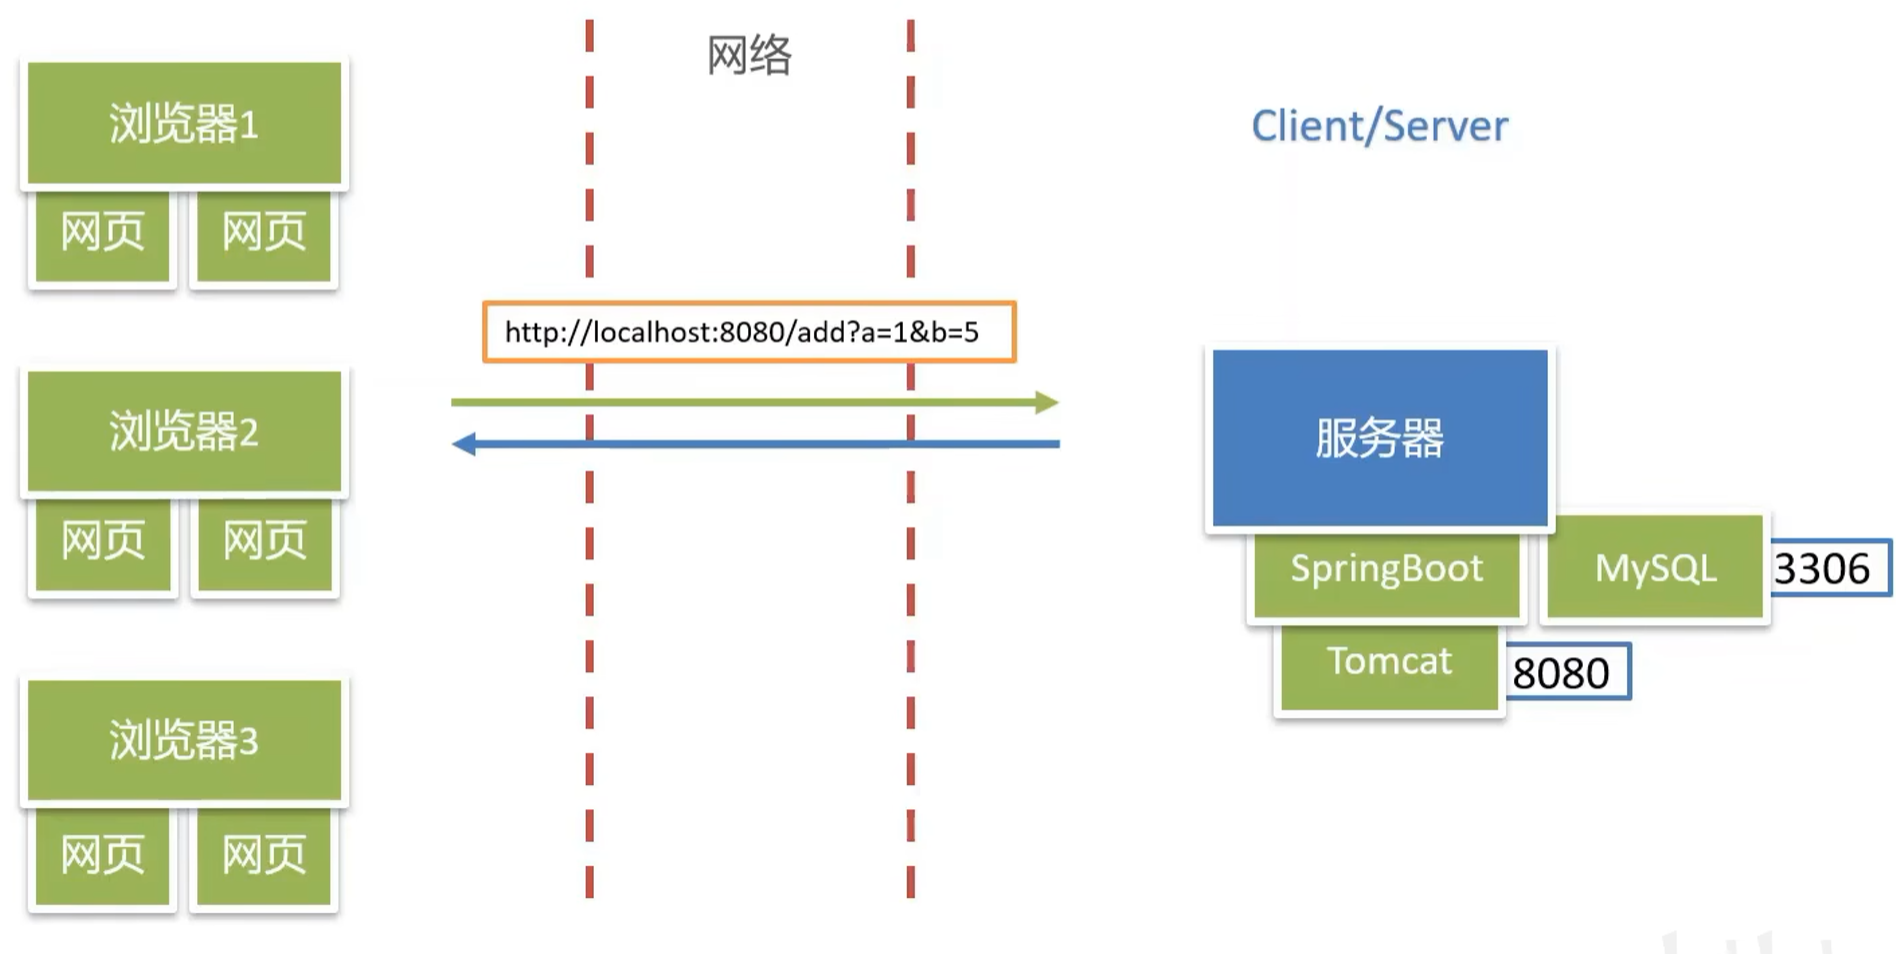 网络
Client/Server
浏览器1
网页 网页
http://localhost:8080/add?a=1&b=5
浏览器2
网页 网页
服务器
SpringBoot
MySQL
3306
Tomcat
8080
浏览器3
网页 网页